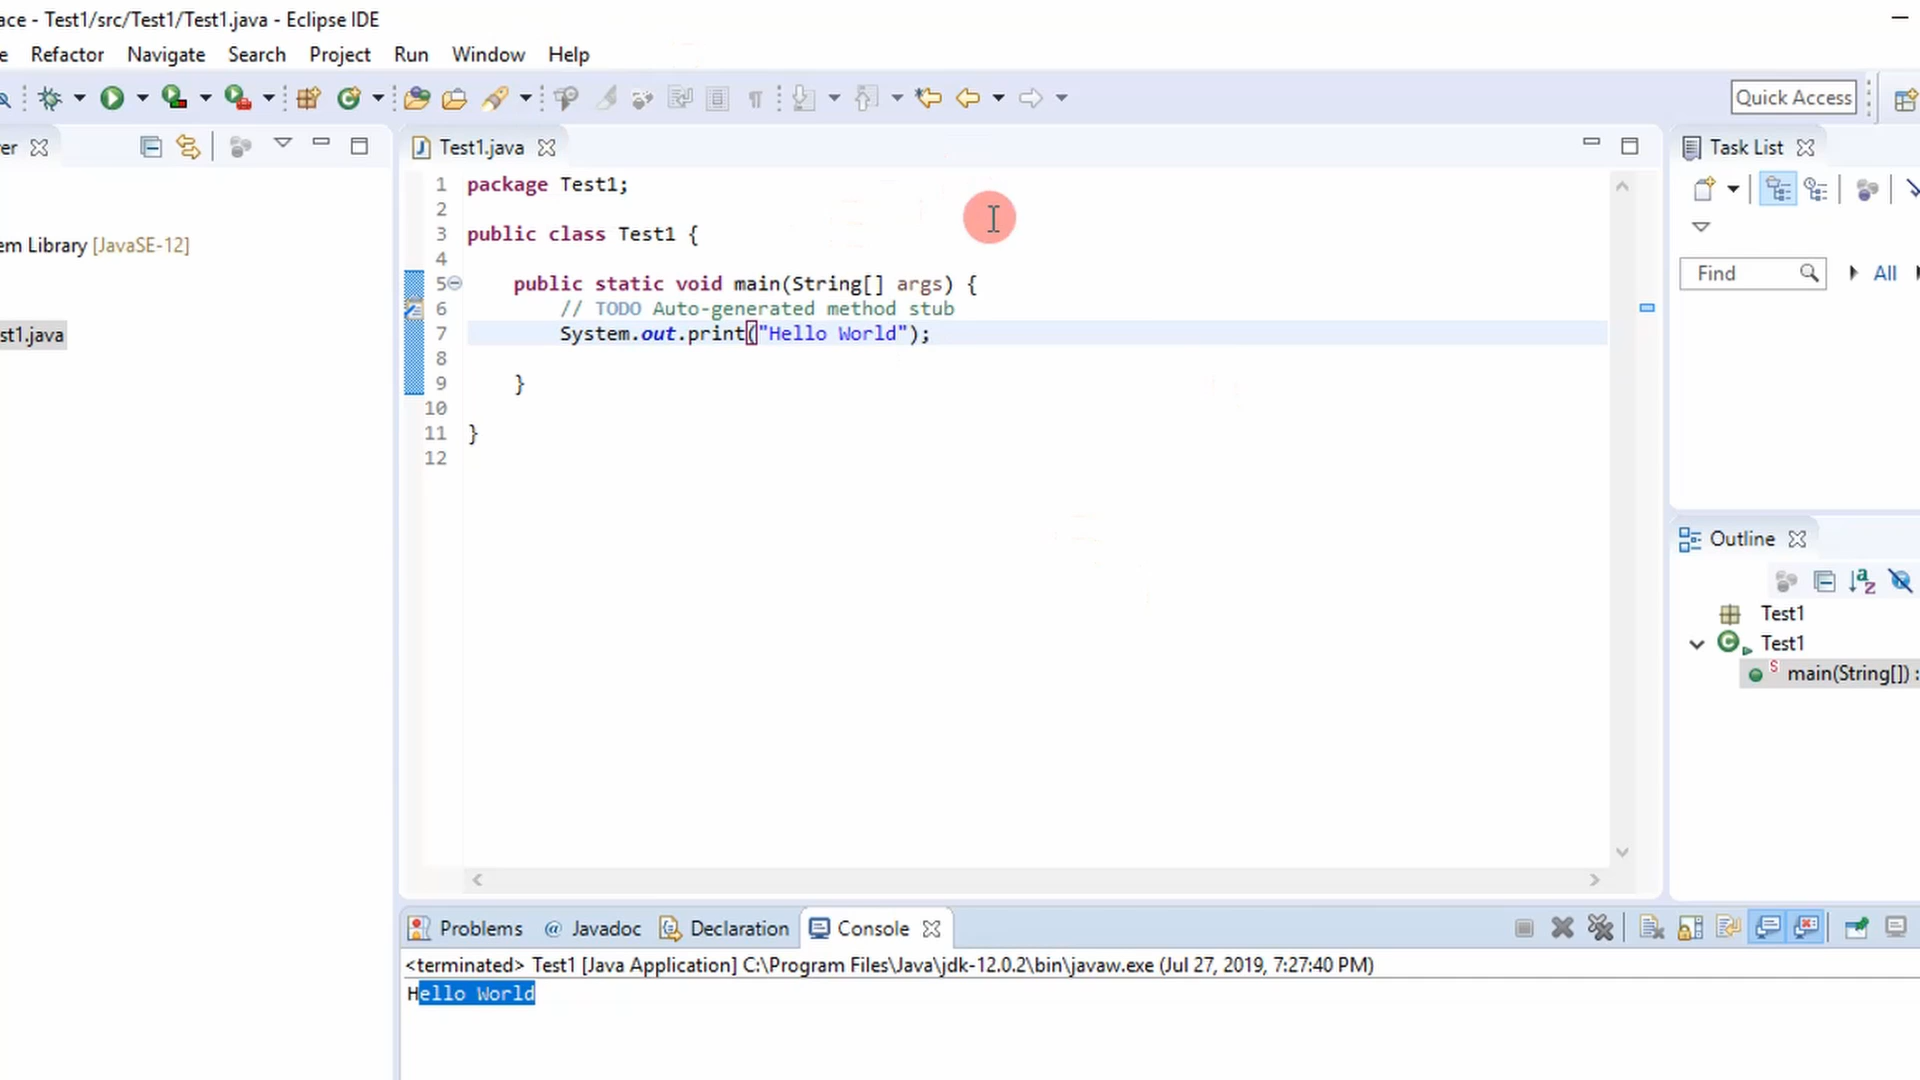 ace - Test1/src/Test1/Test1.java - Eclipse IDE
e Refactor Navigate Search Project Run Window Help
Quick Access
er
Test1.java
Task List
em Library [JavaSE-12]
st1.java
1 package Test1;
2
3 public class Test1 {
4
5 public static void main(String[] args) {
6 // TODO Auto-generated method stub
7 System.out.print("Hello World");
8
9 }
10
11 }
12
Find All
Outline
Test1
Test1
main(String[]) :
Problems @ Javadoc Declaration Console
<terminated> Test1 [Java Application] C:\Program Files\Java\jdk-12.0.2\bin\javaw.exe (Jul 27, 2019, 7:27:40 PM)
Hello World